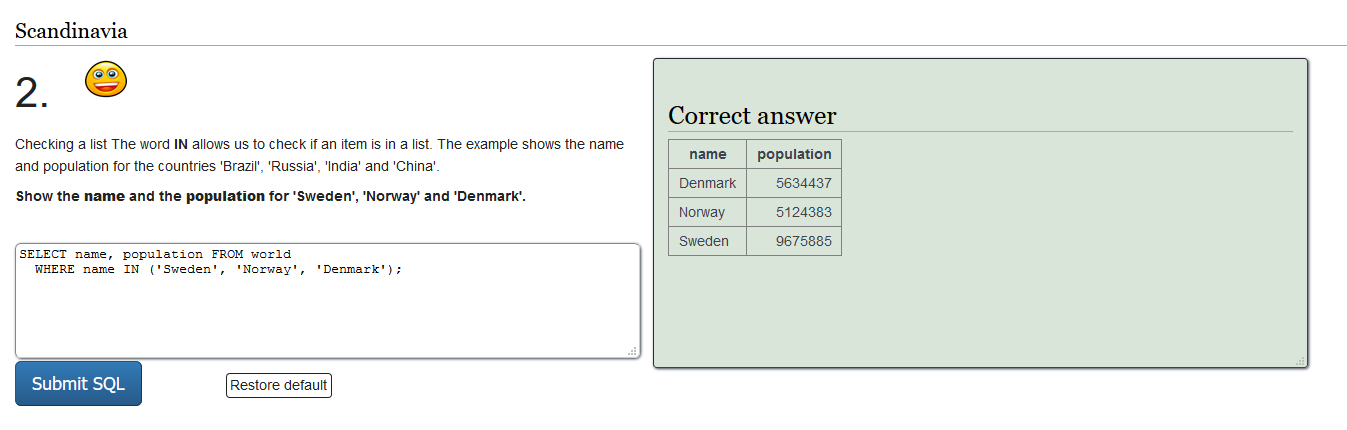 Scandinavia
2.
Checking a list The word IN allows us to check if an item is in a list. The example shows the name
and population for the countries 'Brazil', 'Russia', 'India' and 'China'.
Show the name and the population for 'Sweden', 'Norway' and 'Denmark'.
SELECT name, population FROM world
WHERE name IN ('Sweden', 'Norway', 'Denmark');
Submit SQL
Restore default
Correct answer
name population
Denmark 5634437
Norway 5124383
Sweden 9675885